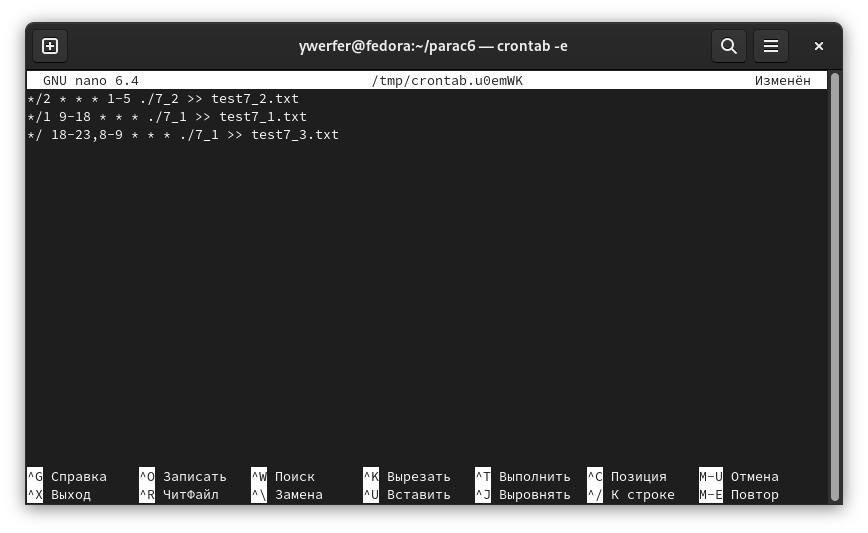 ywerfer@fedora:~/parac6 — crontab -e
GNU nano 6.4 /tmp/crontab.u0emWK Изменён
*/2 * * * 1-5 ./7_2 >> test7_2.txt
*/1 9-18 * * * ./7_1 >> test7_1.txt
*/ 18-23,8-9 * * * ./7_1 >> test7_3.txt
^G Справка ^O Записать ^W Поиск ^K Вырезать ^T Выполнить ^C Позиция M-U Отмена
^X Выход ^R ЧитФайл ^\ Замена ^U Вставить ^J Выровнять ^/ К строке M-E Повтор